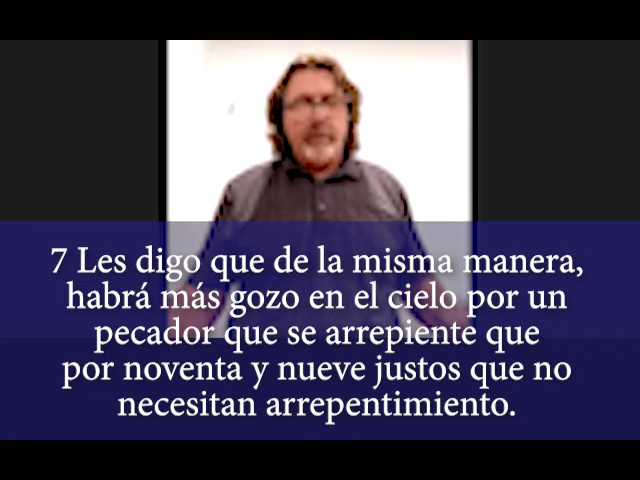 7 Les digo que de la misma manera,
habrá más gozo en el cielo por un
pecador que se arrepiente que
por noventa y nueve justos que no
necesitan arrepentimiento.